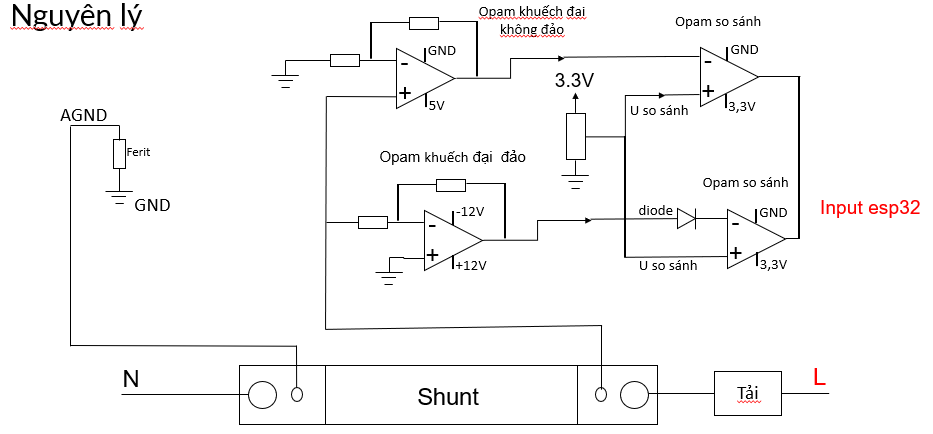 Nguyên lý
Opam khuếch đai
không đảo
Opam so sánh
GND
-
+
5V
3.3V
GND
-
+
3,3V
U so sánh
AGND
Ferit
GND
Opam khuếch đại đảo
-12V
-
+
+12V
Opam so sánh
diode
GND
-
+
3,3V
U so sánh
Input esp32
N
Shunt
Tải
L